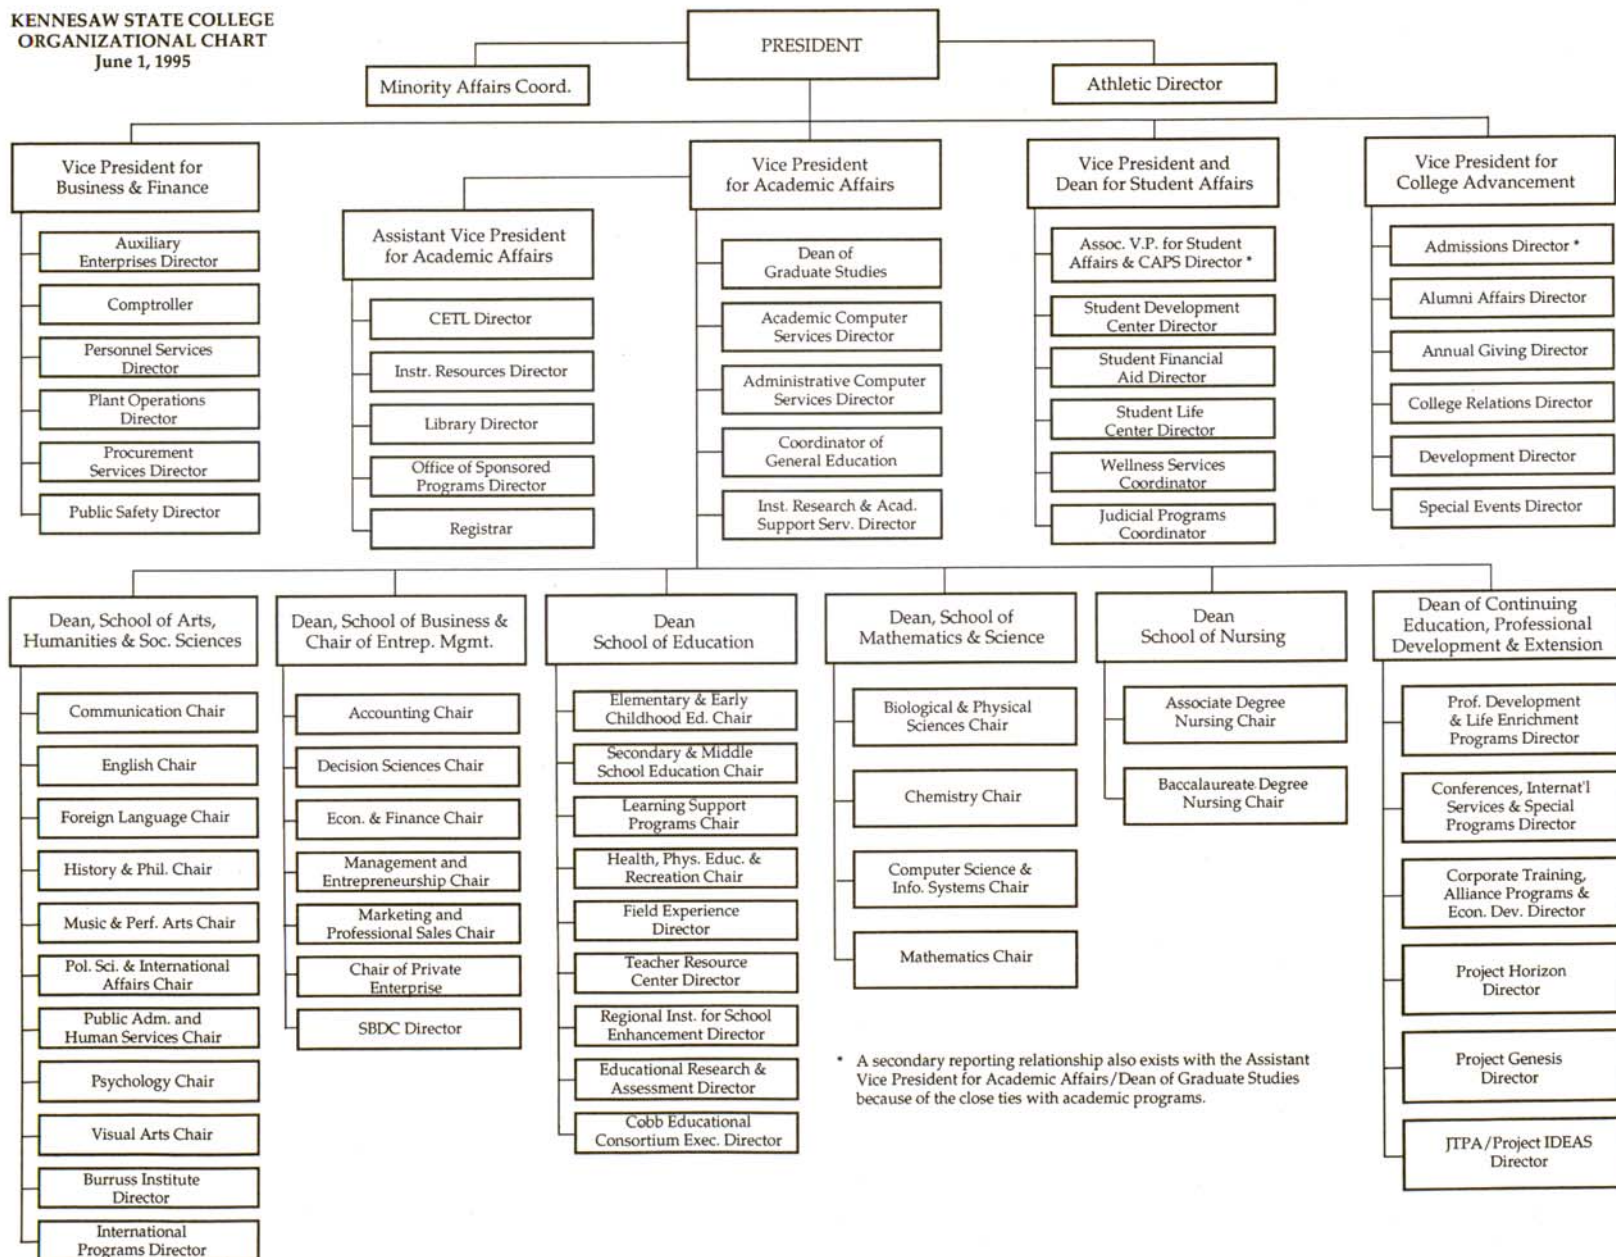 KENNESAW STATE COLLEGE
ORGANIZATIONAL CHART
June 1, 1995
PRESIDENT
Minority Affairs Coord.
Athletic Director
Vice President for
Business & Finance
Auxiliary
Enterprises Director
Comptroller
Personnel Services
Director
Plant Operations
Director
Procurement
Services Director
Public Safety Director
Assistant Vice President
for Academic Affairs
CETL Director
Instr. Resources Director
Library Director
Office of Sponsored
Programs Director
Registrar
Vice President
for Academic Affairs
Dean of
Graduate Studies
Academic Computer
Services Director
Administrative Computer
Services Director
Coordinator of
General Education
Inst. Research & Acad.
Support Serv. Director
Vice President and
Dean for Student Affairs
Assoc. V.P. for Student
Affairs & CAPS Director *
Student Development
Center Director
Student Financial
Aid Director
Student Life
Center Director
Wellness Services
Coordinator
Judicial Programs
Coordinator
Vice President for
College Advancement
Admissions Director *
Alumni Affairs Director
Annual Giving Director
College Relations Director
Development Director
Special Events Director
Dean, School of Arts,
Humanities & Soc. Sciences
Communication Chair
English Chair
Foreign Language Chair
History & Phil. Chair
Music & Perf. Arts Chair
Pol. Sci. & International
Affairs Chair
Public Adm. and
Human Services Chair
Psychology Chair
Visual Arts Chair
Burruss Institute
Director
International
Programs Director
Dean, School of Business &
Chair of Entrep. Mgmt.
Accounting Chair
Decision Sciences Chair
Econ. & Finance Chair
Management and
Entrepreneurship Chair
Marketing and
Professional Sales Chair
Chair of Private
Enterprise
SBDC Director
Dean
School of Education
Elementary & Early
Childhood Ed. Chair
Secondary & Middle
School Education Chair
Learning Support
Programs Chair
Health, Phys. Educ. &
Recreation Chair
Field Experience
Director
Teacher Resource
Center Director
Regional Inst. for School
Enhancement Director
Educational Research &
Assessment Director
Cobb Educational
Consortium Exec. Director
Dean, School of
Mathematics & Science
Biological & Physical
Sciences Chair
Chemistry Chair
Computer Science &
Info. Systems Chair
Mathematics Chair
Dean
School of Nursing
Associate Degree
Nursing Chair
Baccalaureate Degree
Nursing Chair
Dean of Continuing
Education, Professional
Development & Extension
Prof. Development
& Life Enrichment
Programs Director
Conferences, Internat'l
Services & Special
Programs Director
Corporate Training,
Alliance Programs &
Econ. Dev. Director
Project Horizon
Director
Project Genesis
Director
JTPA/Project IDEAS
Director
* A secondary reporting relationship also exists with the Assistant
Vice President for Academic Affairs/Dean of Graduate Studies
because of the close ties with academic programs.